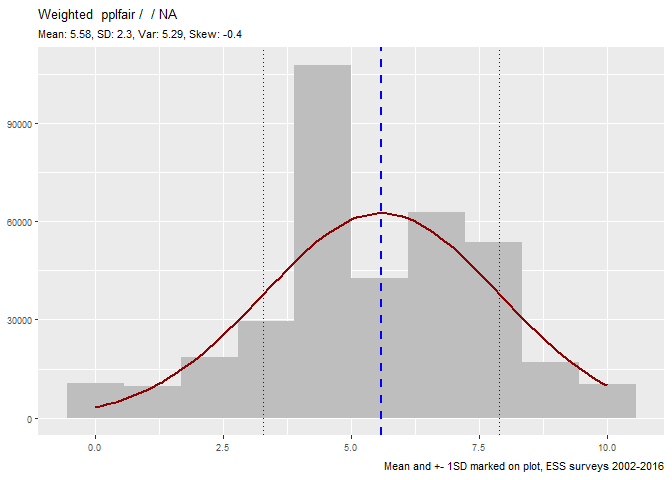 Weighted  pplfair /  / NA
Mean: 5.58, SD: 2.3, Var: 5.29, Skew: -0.4
90000
60000
30000
0
0.0 2.5 5.0 7.5 10.0
Mean and +- 1SD marked on plot, ESS surveys 2002-2016